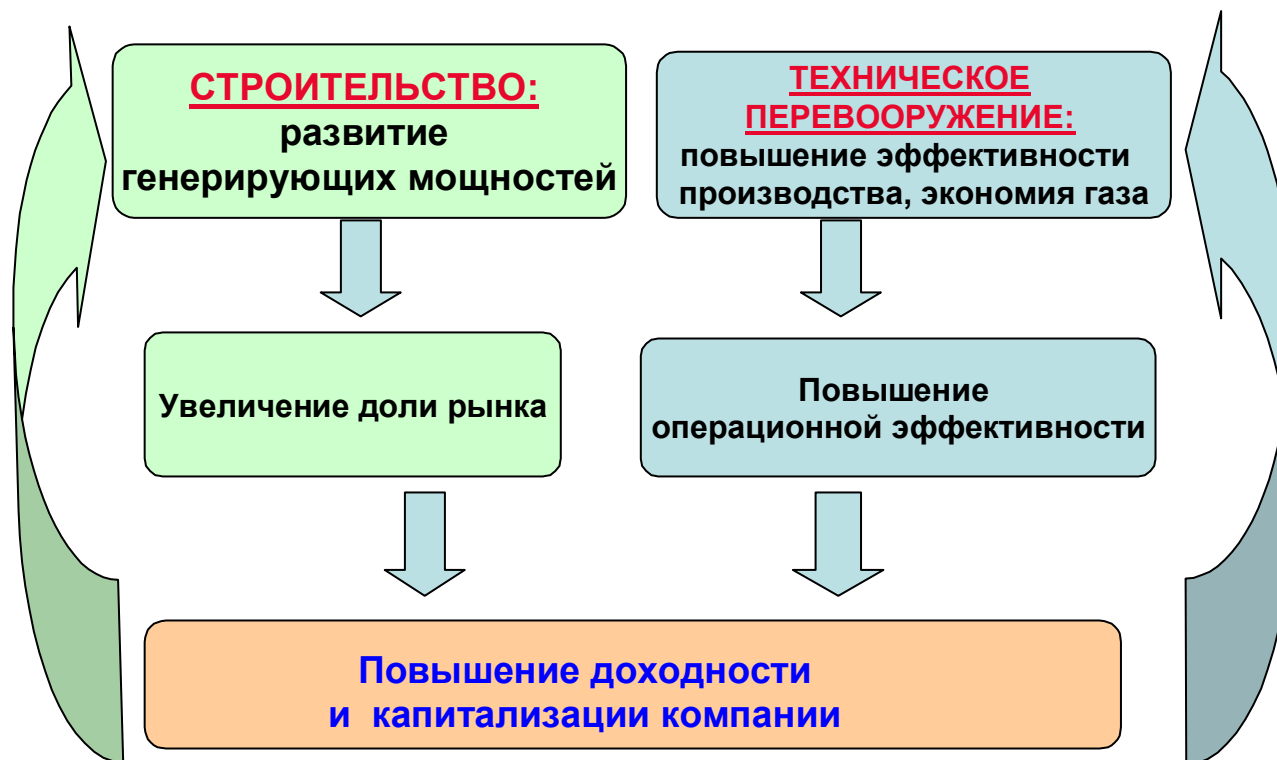 СТРОИТЕЛЬСТВО:
развитие
генерирующих мощностей
ТЕХНИЧЕСКОЕ
ПЕРЕВООРУЖЕНИЕ:
повышение эффективности
производства, экономия газа
Увеличение доли рынка
Повышение
операционной эффективности
Повышение доходности
и капитализации компании